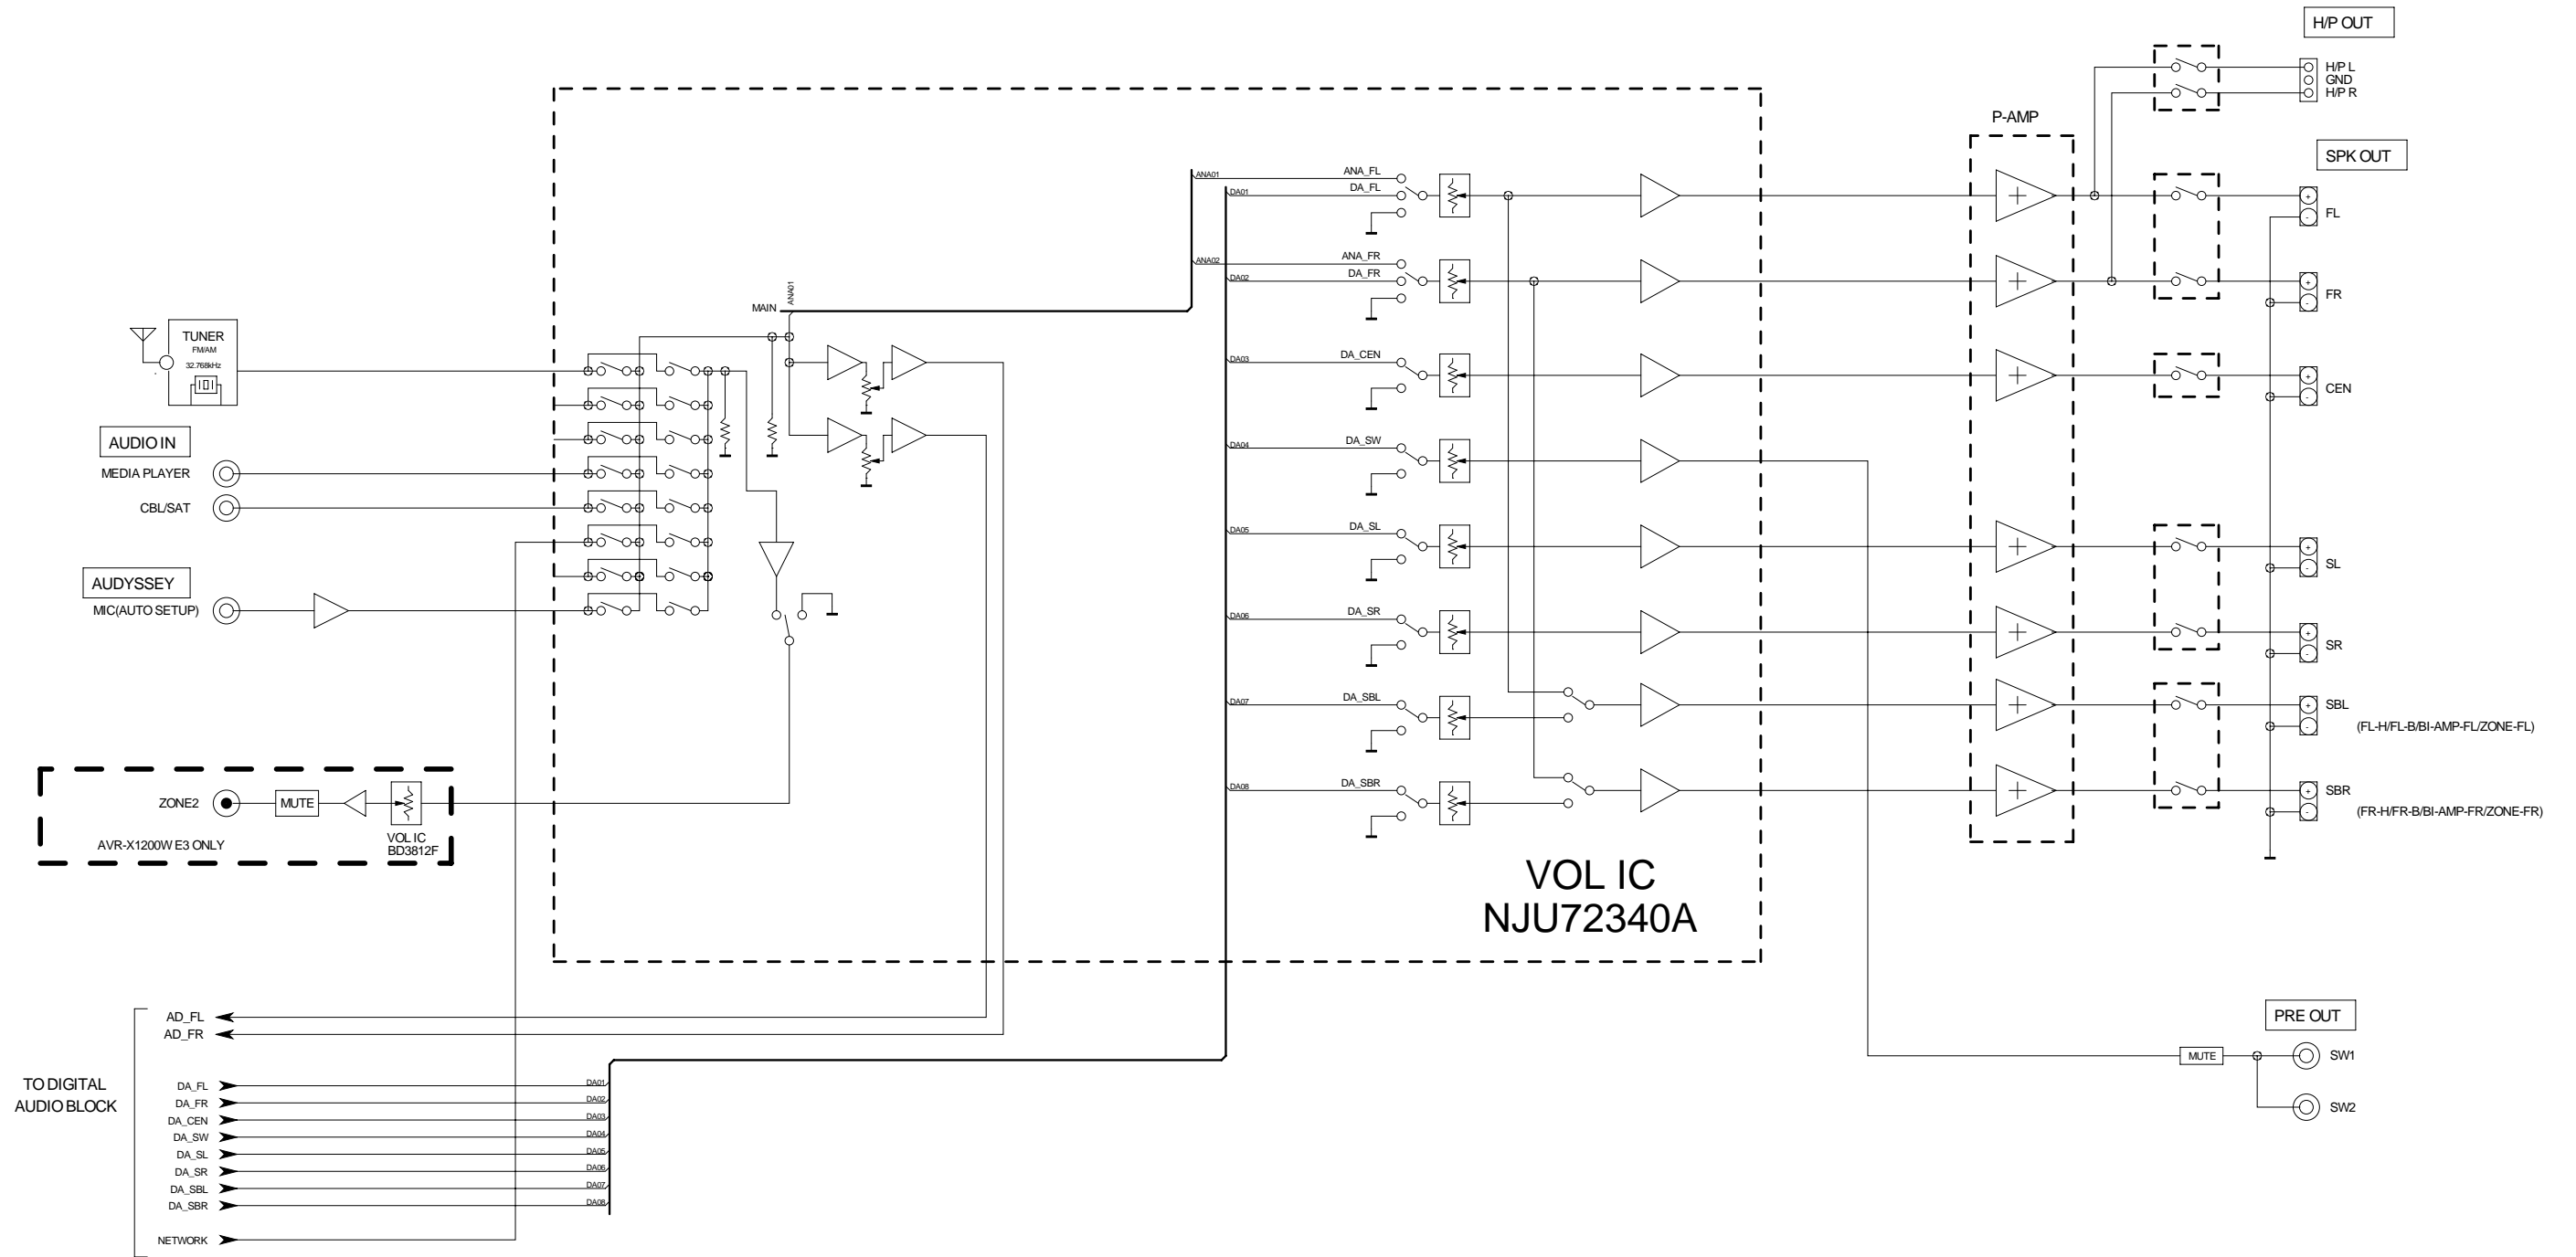 H/P OUT
H/P L
GND
H/P R
P-AMP
SPK OUT
ANA01
ANA_FL
DA01
DA_FL
+
FL
-
ANA02
ANA_FR
DA02
DA_FR
+
FR
-
MAIN
ANA01
TUNER
FM/AM
32.768kHz
DA03
DA_CEN
+
CEN
-
AUDIO IN
MEDIA PLAYER
CBL/SAT
DA04
DA_SW
DA05
DA_SL
+
SL
-
AUDYSSEY
MIC(AUTO SETUP)
DA06
DA_SR
+
SR
-
DA07
DA_SBL
+
SBL
-
(FL-H/FL-B/BI-AMP-FL/ZONE-FL)
DA08
DA_SBR
+
SBR
-
(FR-H/FR-B/BI-AMP-FR/ZONE-FR)
ZONE2
MUTE
VOL IC
BD3812F
AVR-X1200W E3 ONLY
VOL IC
NJU72340A
AD_FL
AD_FR
TO DIGITAL
AUDIO BLOCK
DA_FL DA01
DA_FR DA02
DA_CEN DA03
DA_SW DA04
DA_SL DA05
DA_SR DA06
DA_SBL DA07
DA_SBR DA08
NETWORK
PRE OUT
MUTE
SW1
SW2